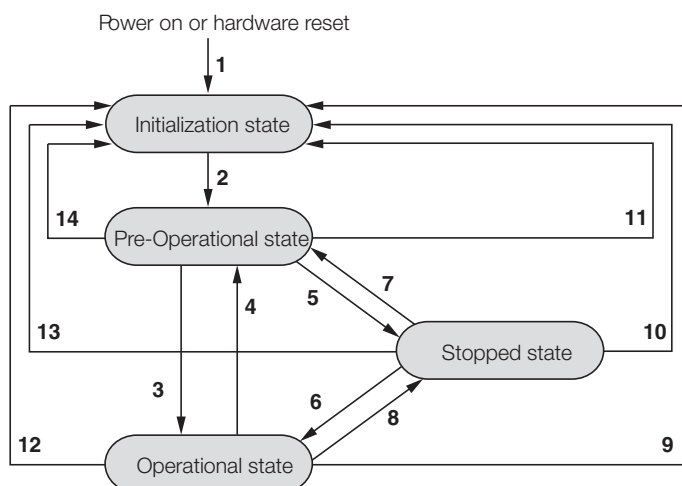 Power on or hardware reset
1
Initialization state
2
14
11
Pre-Operational state
7
5
4
13
10
Stopped state
3
6
8
12
9
Operational state